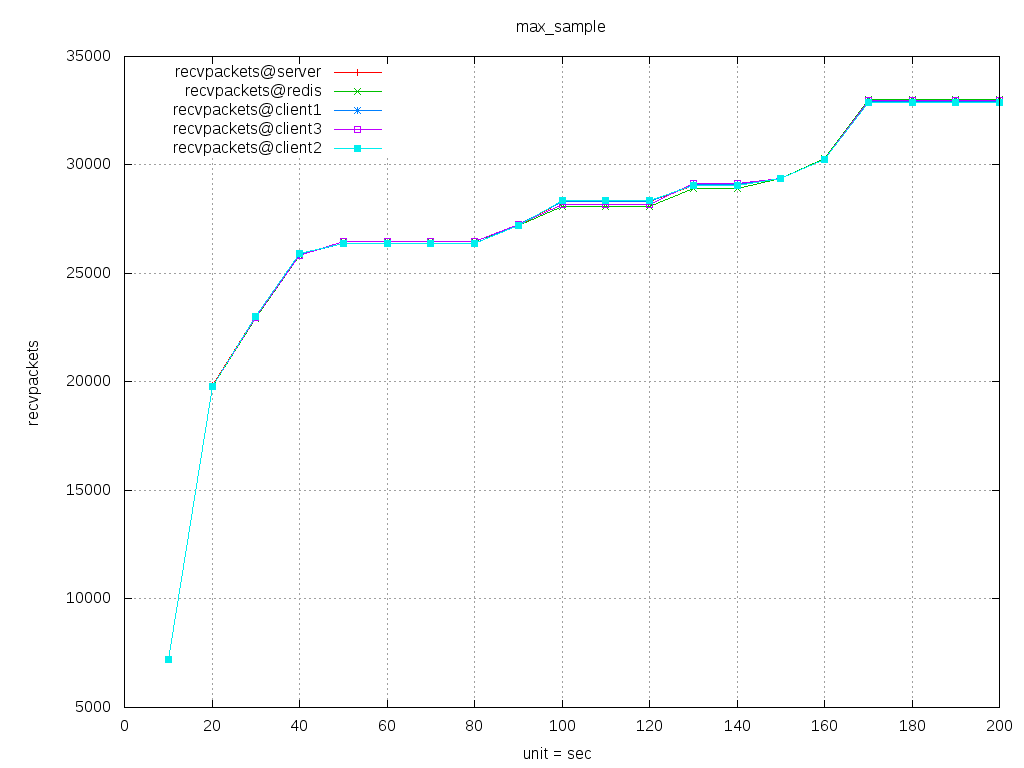 max_sample
recvpackets@server
recvpackets@redis
recvpackets@client1
recvpackets@client3
recvpackets@client2
35000
30000
25000
20000
15000
10000
5000
recvpackets
0 20 40 60 80 100 120 140 160 180 200
unit = sec